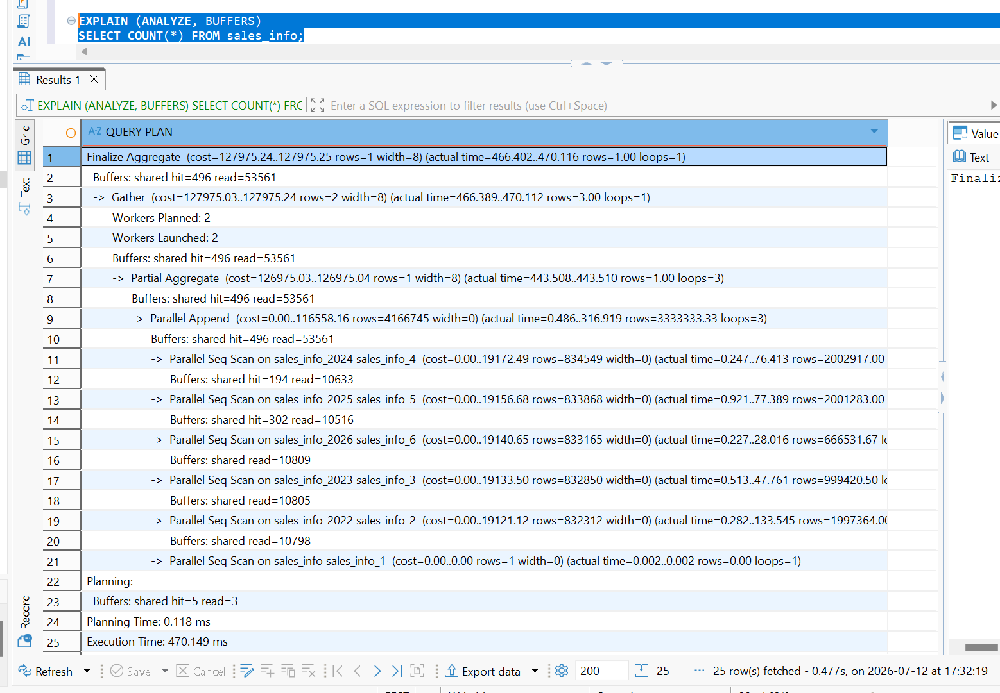 EXPLAIN (ANALYZE, BUFFERS)
SELECT COUNT(*) FROM sales_info;
AI
Results 1
EXPLAIN (ANALYZE, BUFFERS) SELECT COUNT(*) FRC
Enter a SQL expression to filter results (use Ctrl+Space)
Grid
Text
Record
A-Z QUERY PLAN
Value
Text
1 Finalize Aggregate (cost=127975.24..127975.25 rows=1 width=8) (actual time=466.402..470.116 rows=1.00 loops=1)
2 Buffers: shared hit=496 read=53561
3 -> Gather (cost=127975.03..127975.24 rows=2 width=8) (actual time=466.389..470.112 rows=3.00 loops=1)
4 Workers Planned: 2
5 Workers Launched: 2
6 Buffers: shared hit=496 read=53561
7 -> Partial Aggregate (cost=126975.03..126975.04 rows=1 width=8) (actual time=443.508..443.510 rows=1.00 loops=3)
8 Buffers: shared hit=496 read=53561
9 -> Parallel Append (cost=0.00..116558.16 rows=4166745 width=0) (actual time=0.486..316.919 rows=3333333.33 loops=3)
10 Buffers: shared hit=496 read=53561
11 -> Parallel Seq Scan on sales_info_2024 sales_info_4 (cost=0.00..19172.49 rows=834549 width=0) (actual time=0.247..76.413 rows=2002917.00
12 Buffers: shared hit=194 read=10633
13 -> Parallel Seq Scan on sales_info_2025 sales_info_5 (cost=0.00..19156.68 rows=833868 width=0) (actual time=0.921..77.389 rows=2001283.00
14 Buffers: shared hit=302 read=10516
15 -> Parallel Seq Scan on sales_info_2026 sales_info_6 (cost=0.00..19140.65 rows=833165 width=0) (actual time=0.227..28.016 rows=666531.67
16 Buffers: shared read=10809
17 -> Parallel Seq Scan on sales_info_2023 sales_info_3 (cost=0.00..19133.50 rows=832850 width=0) (actual time=0.513..47.761 rows=999420.50
18 Buffers: shared read=10805
19 -> Parallel Seq Scan on sales_info_2022 sales_info_2 (cost=0.00..19121.12 rows=832312 width=0) (actual time=0.282..133.545 rows=1997364.00
20 Buffers: shared read=10798
21 -> Parallel Seq Scan on sales_info sales_info_1 (cost=0.00..0.00 rows=1 width=0) (actual time=0.002..0.002 rows=0.00 loops=1)
22 Planning:
23 Buffers: shared hit=5 read=3
24 Planning Time: 0.118 ms
25 Execution Time: 470.149 ms
Refresh Save Cancel Export data 200 25 ... 25 row(s) fetched - 0.477s, on 2026-07-12 at 17:32:19